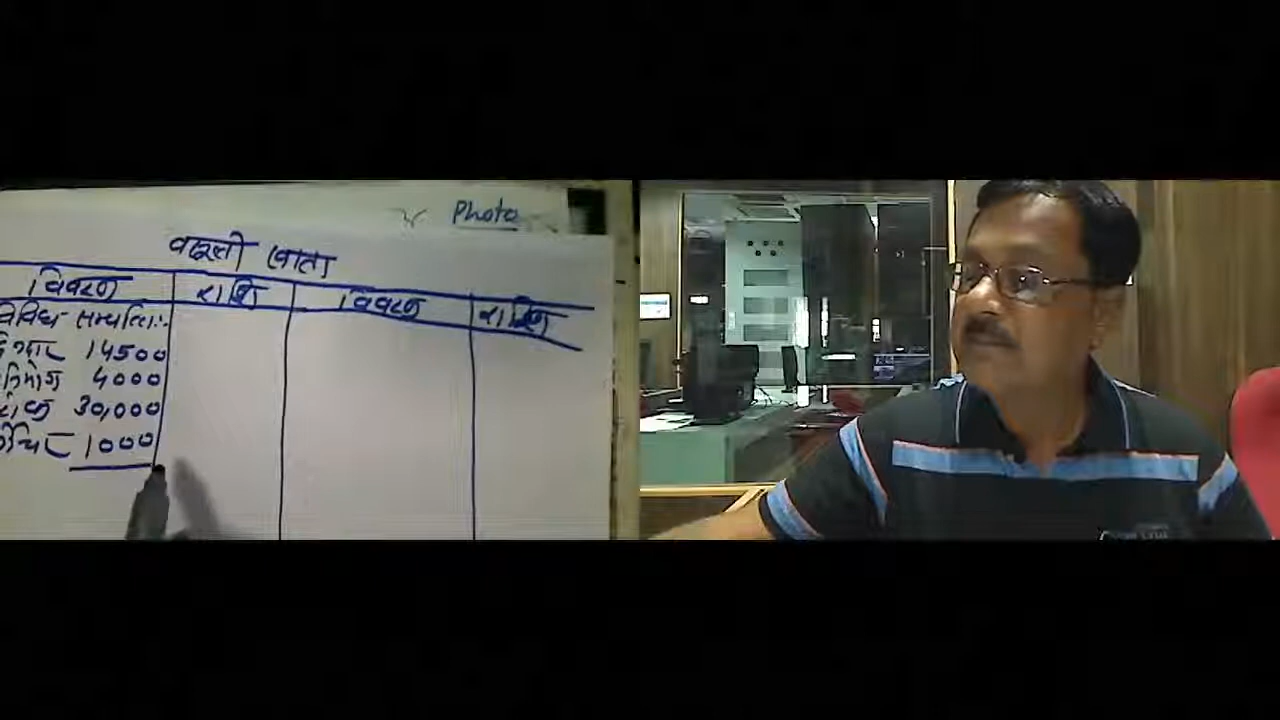 Photo
वसूली खाता
विवरण राशि विवरण राशि
विविध सम्पत्तिः-
14500
4000
30,000
1000